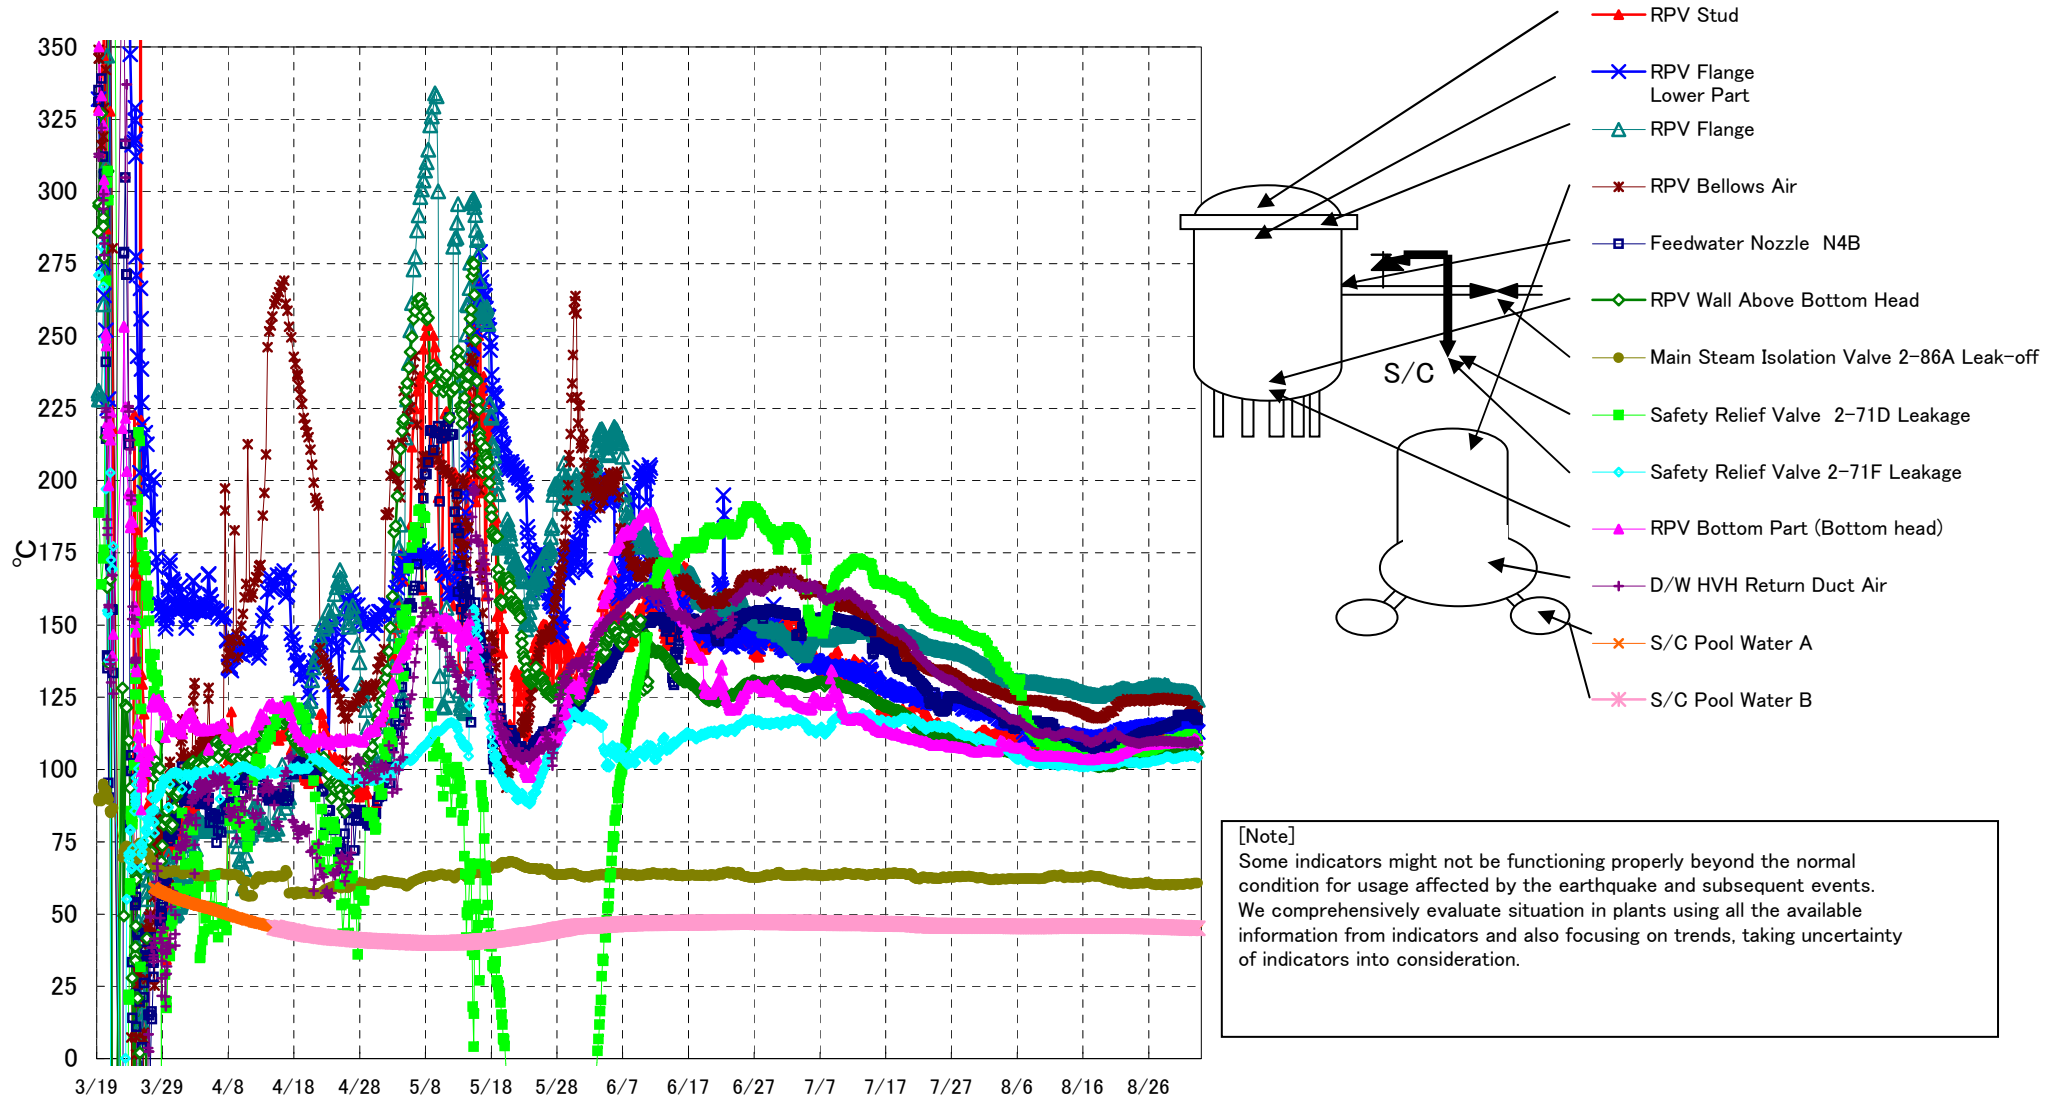 °C
350
325
300
275
250
225
200
175
150
125
100
75
50
25
0
3/19 3/29 4/8 4/18 4/28 5/8 5/18 5/28 6/7 6/17 6/27 7/7 7/17 7/27 8/6 8/16 8/26
RPV Stud
RPV Flange
Lower Part
RPV Flange
RPV Bellows Air
Feedwater Nozzle N4B
RPV Wall Above Bottom Head
Main Steam Isolation Valve 2-86A Leak-off
Safety Relief Valve 2-71D Leakage
Safety Relief Valve 2-71F Leakage
RPV Bottom Part (Bottom head)
D/W HVH Return Duct Air
S/C Pool Water A
S/C Pool Water B
S/C
[Note]
Some indicators might not be functioning properly beyond the normal
condition for usage affected by the earthquake and subsequent events.
We comprehensively evaluate situation in plants using all the available
information from indicators and also focusing on trends, taking uncertainty
of indicators into consideration.